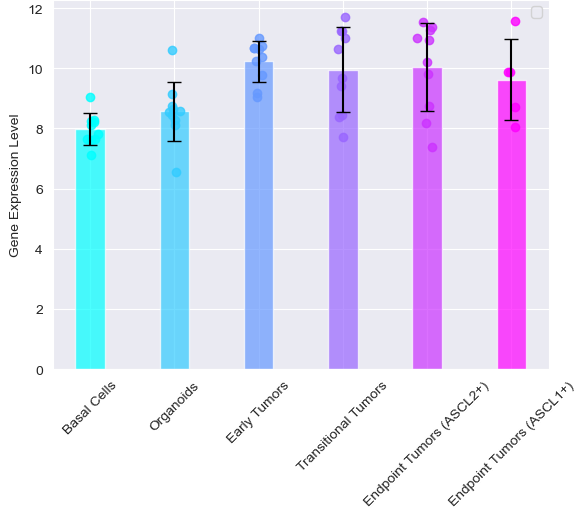 12
10
8
6
4
2
0
Gene Expression Level
Basal Cells
Organoids
Early Tumors
Transitional Tumors
Endpoint Tumors (ASCL2+)
Endpoint Tumors (ASCL1+)